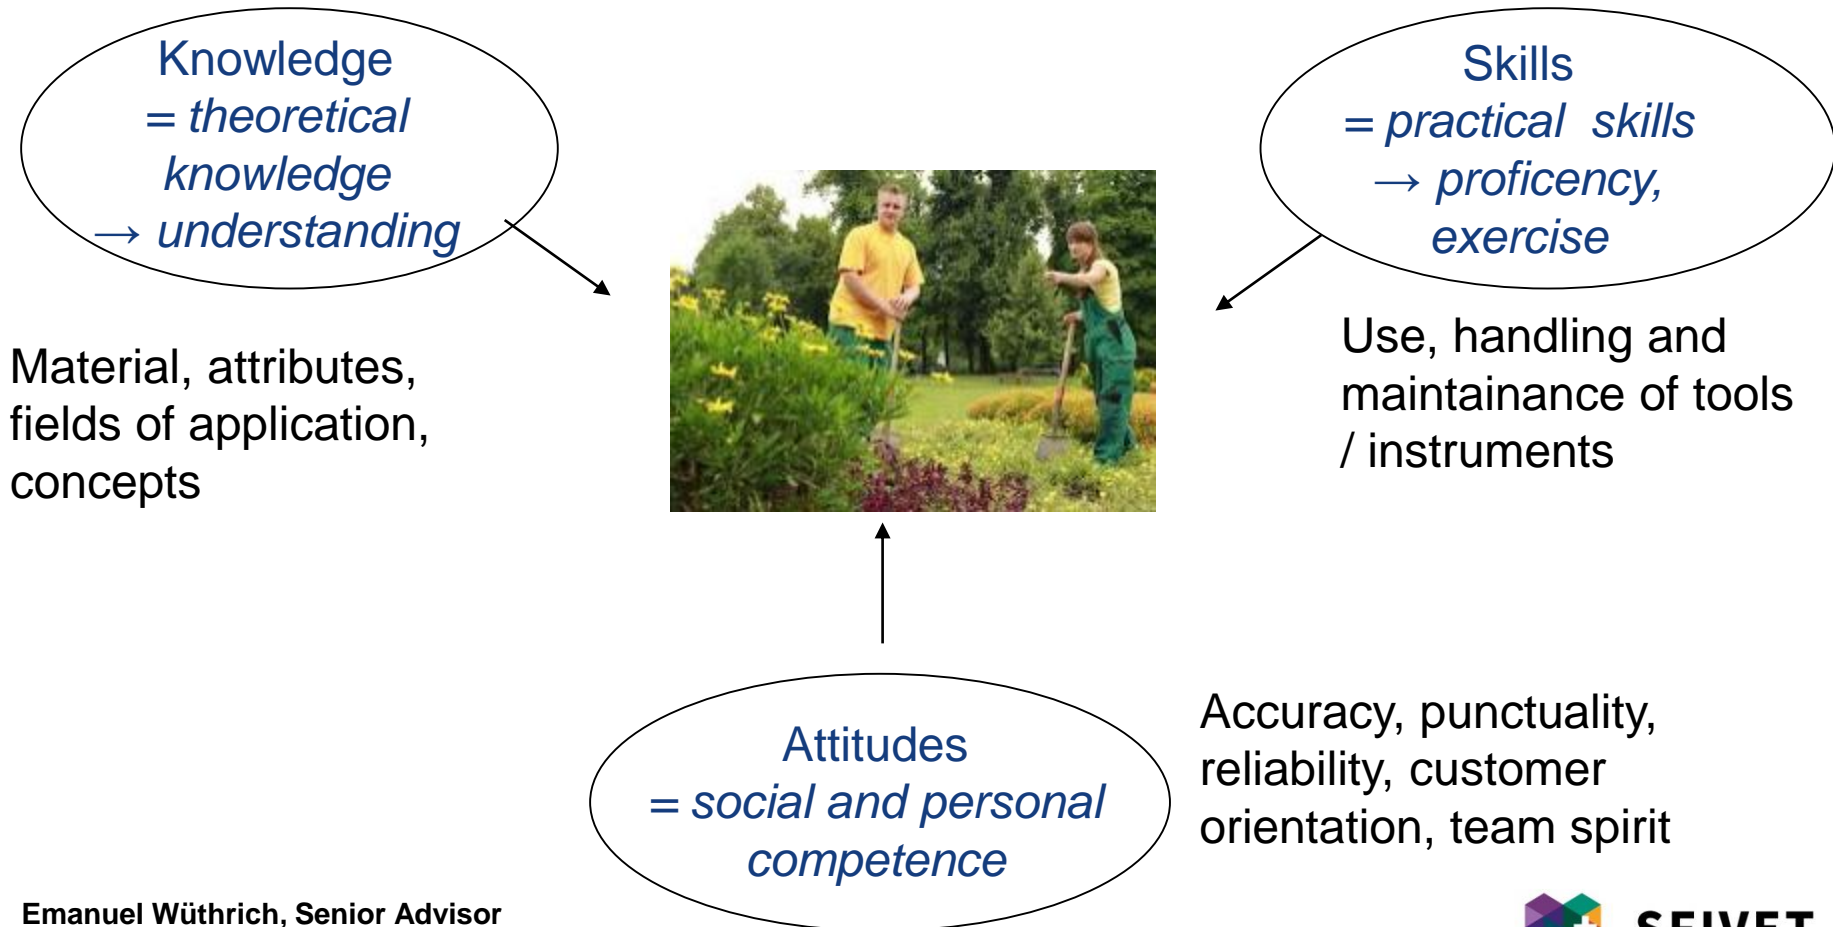 Knowledge
= theoretical
knowledge
→ understanding
Skills
= practical skills
→ proficency,
exercise
Material, attributes,
fields of application,
concepts
Use, handling and
maintainance of tools
/ instruments
Attitudes
= social and personal
competence
Accuracy, punctuality,
reliability, customer
orientation, team spirit
Emanuel Wüthrich, Senior Advisor
SFIVET